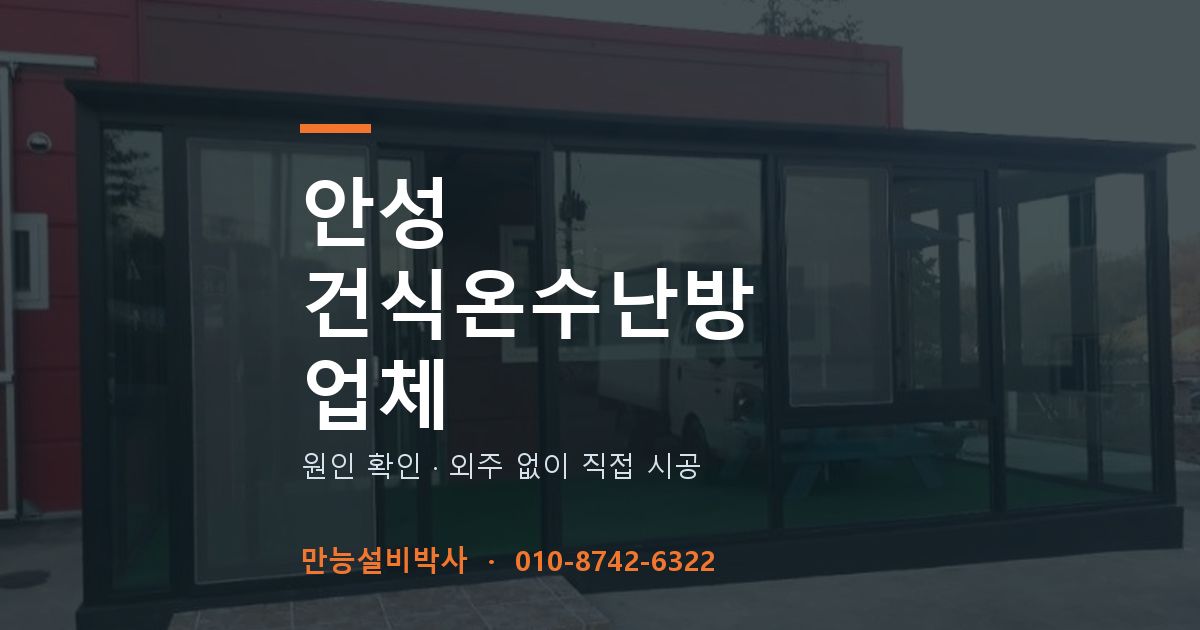 안성
건식온수난방
업체
원인 확인 · 외주 없이 직접 시공
만능설비박사 · 010-8742-6322